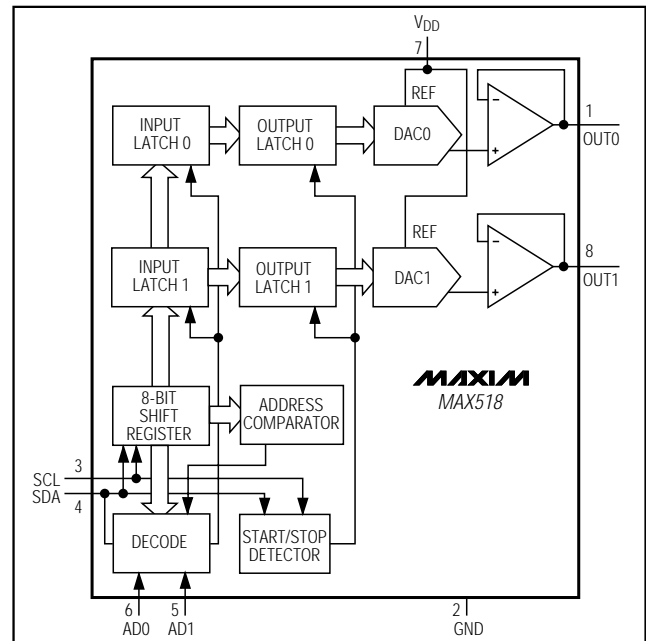 VDD
7
REF
INPUT
LATCH 0
OUTPUT
LATCH 0
DAC0
−
+
1
OUT0
REF
INPUT
LATCH 1
OUTPUT
LATCH 1
DAC1
−
+
8
OUT1
MAXIM
MAX518
8-BIT
SHIFT
REGISTER
ADDRESS
COMPARATOR
SCL
3
SDA
4
DECODE
START/STOP
DETECTOR
6
AD0
5
AD1
2
GND